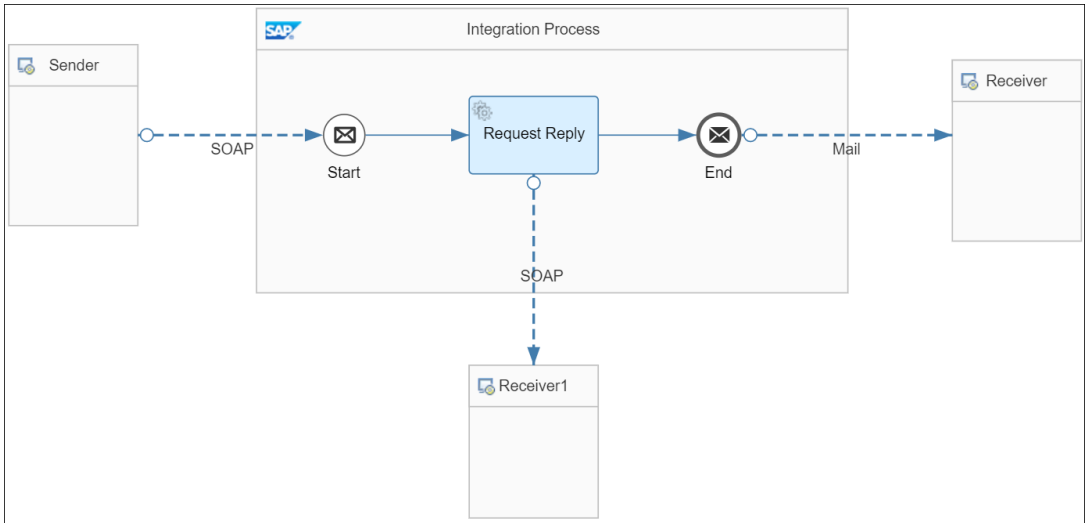 SAP
Integration Process
Sender
Receiver
Request Reply
SOAP
Mail
Start
End
SOAP
Receiver1